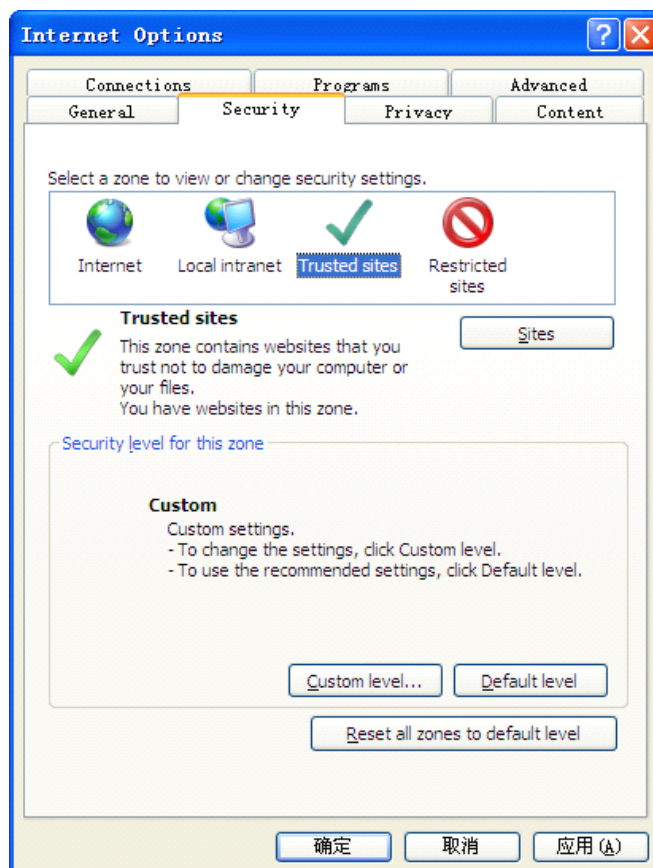 Internet Options
Connections Programs Advanced
General Security Privacy Content
Select a zone to view or change security settings.
Internet Local intranet Trusted sites Restricted sites
Trusted sites
Sites
This zone contains websites that you
trust not to damage your computer or
your files.
You have websites in this zone.
Security level for this zone
Custom
Custom settings.
- To change the settings, click Custom level.
- To use the recommended settings, click Default level.
Custom level... Default level
Reset all zones to default level
确定 取消 应用(A)